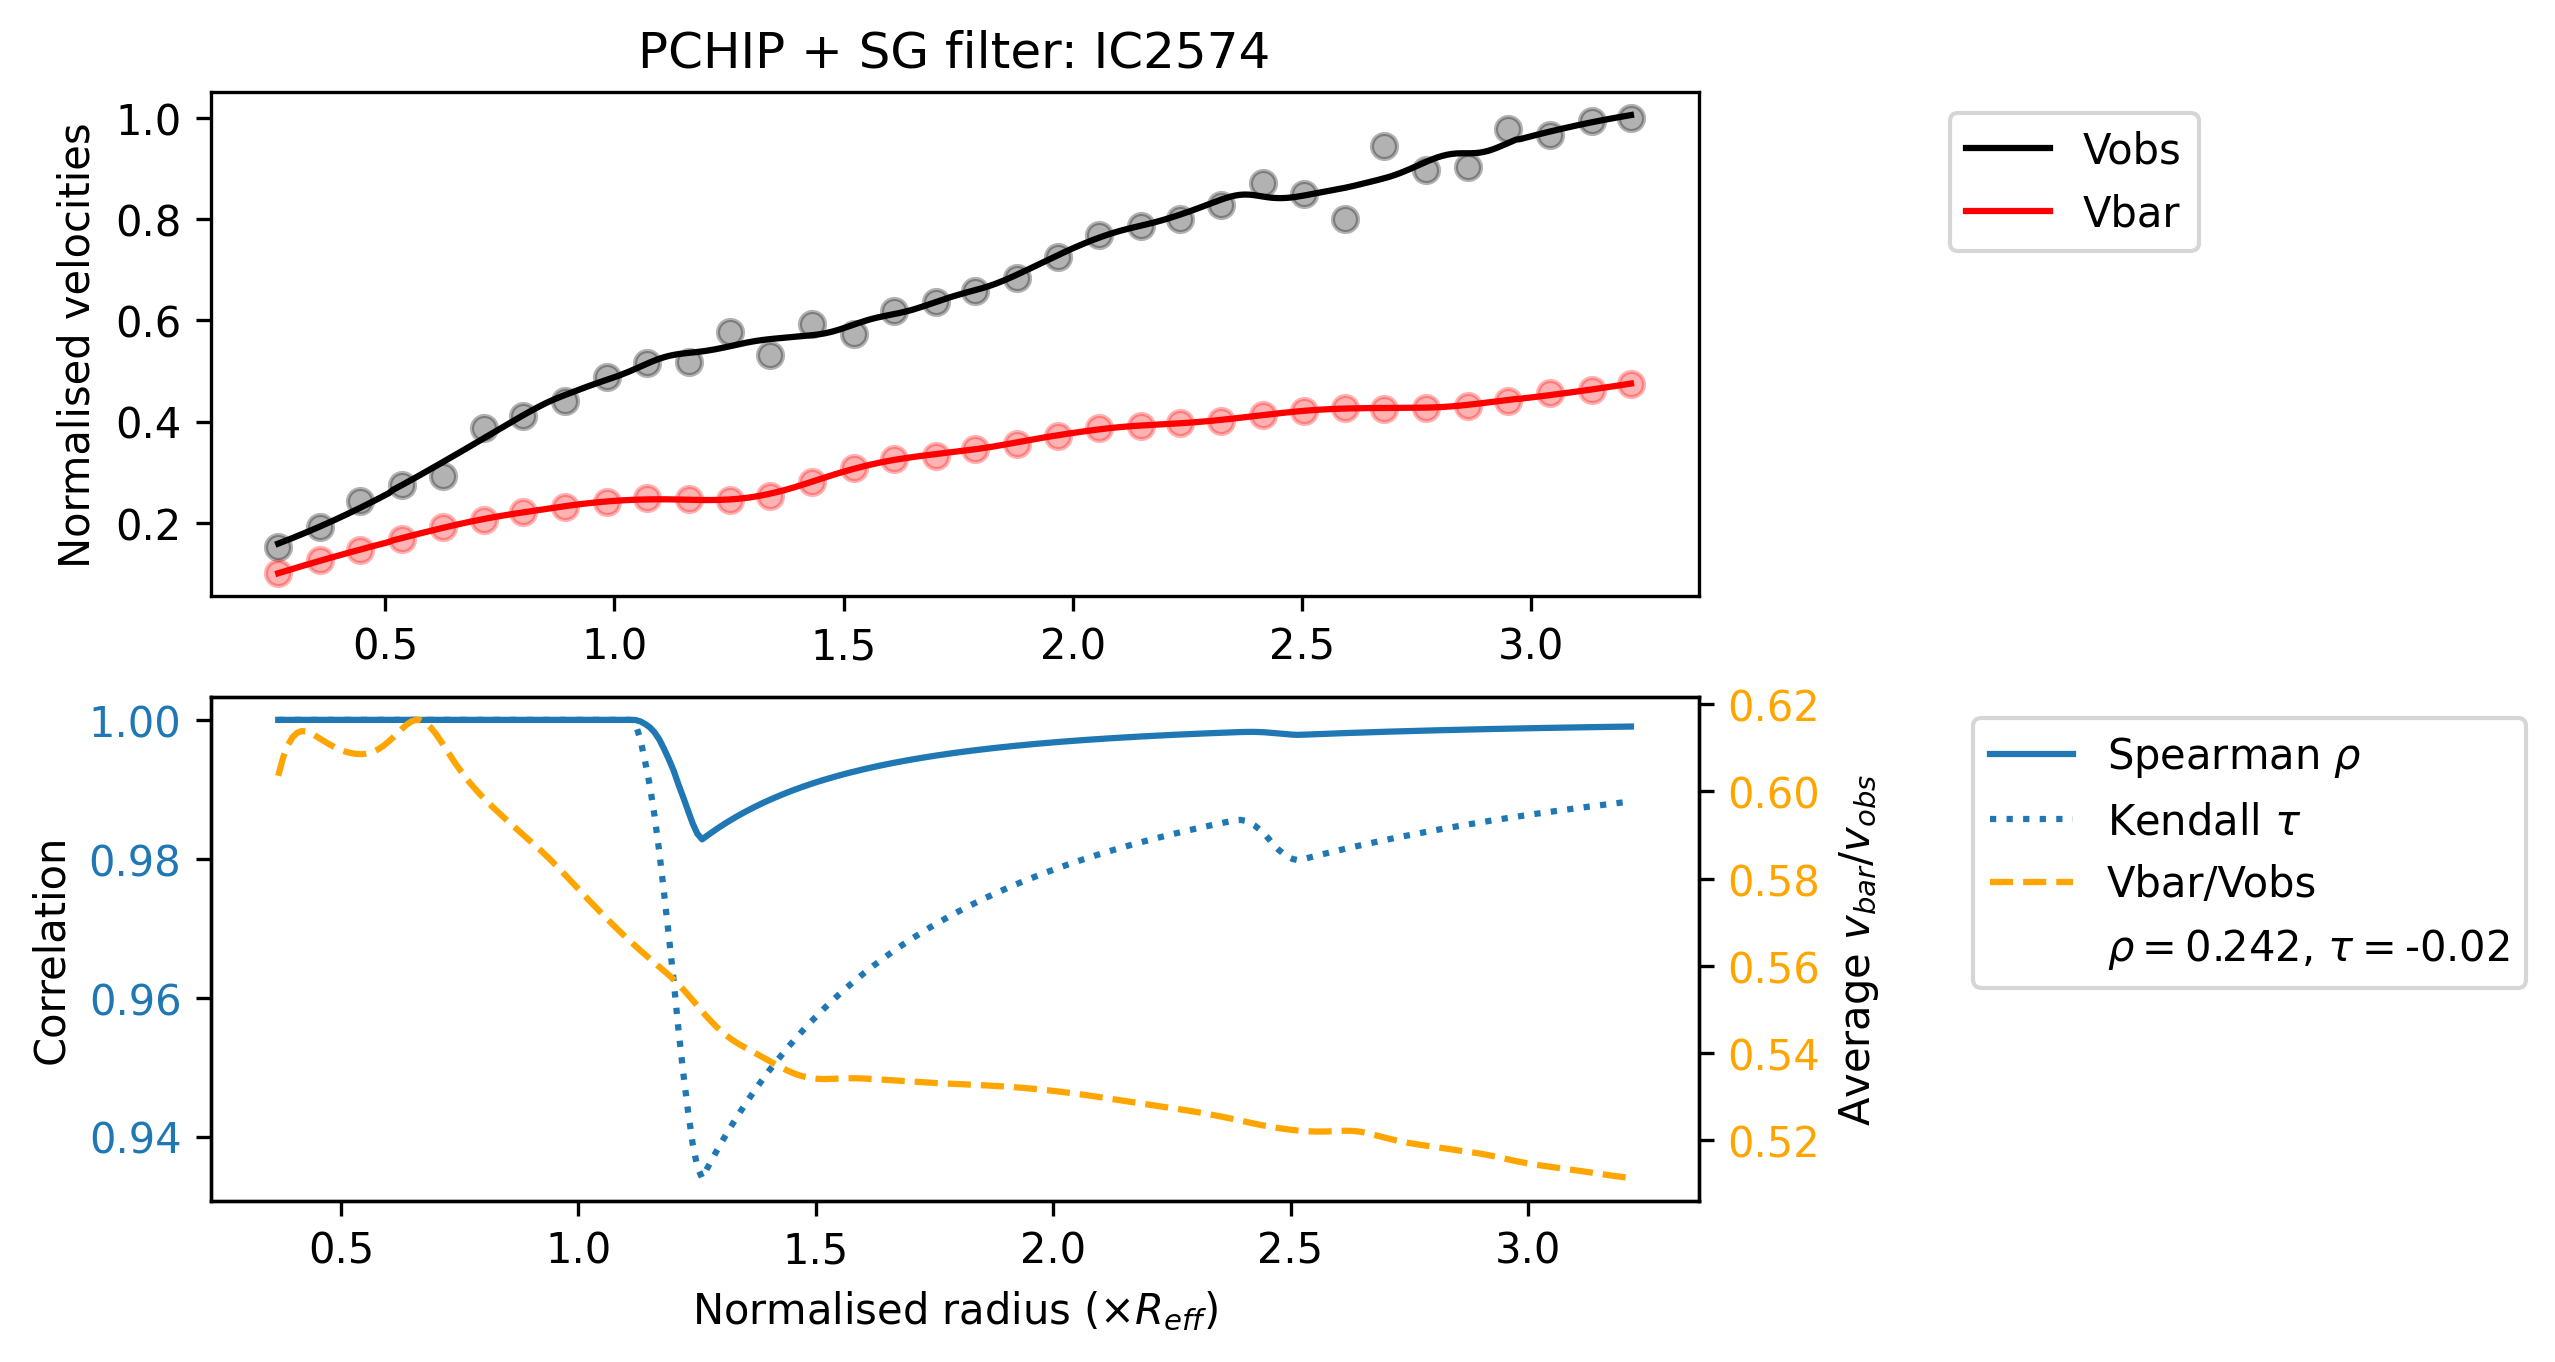 PCHIP + SG filter: IC2574
Normalised velocities
1.0
0.8
0.6
0.4
0.2
0.5 1.0 1.5 2.0 2.5 3.0
Vobs
Vbar
Correlation
1.00
0.98
0.96
0.94
0.62
0.60
0.58
0.56
0.54
0.52
Average v_bar/v_obs
0.5 1.0 1.5 2.0 2.5 3.0
Normalised radius (×R_eff)
Spearman ρ
Kendall τ
Vbar/Vobs
ρ = 0.242, τ = -0.02